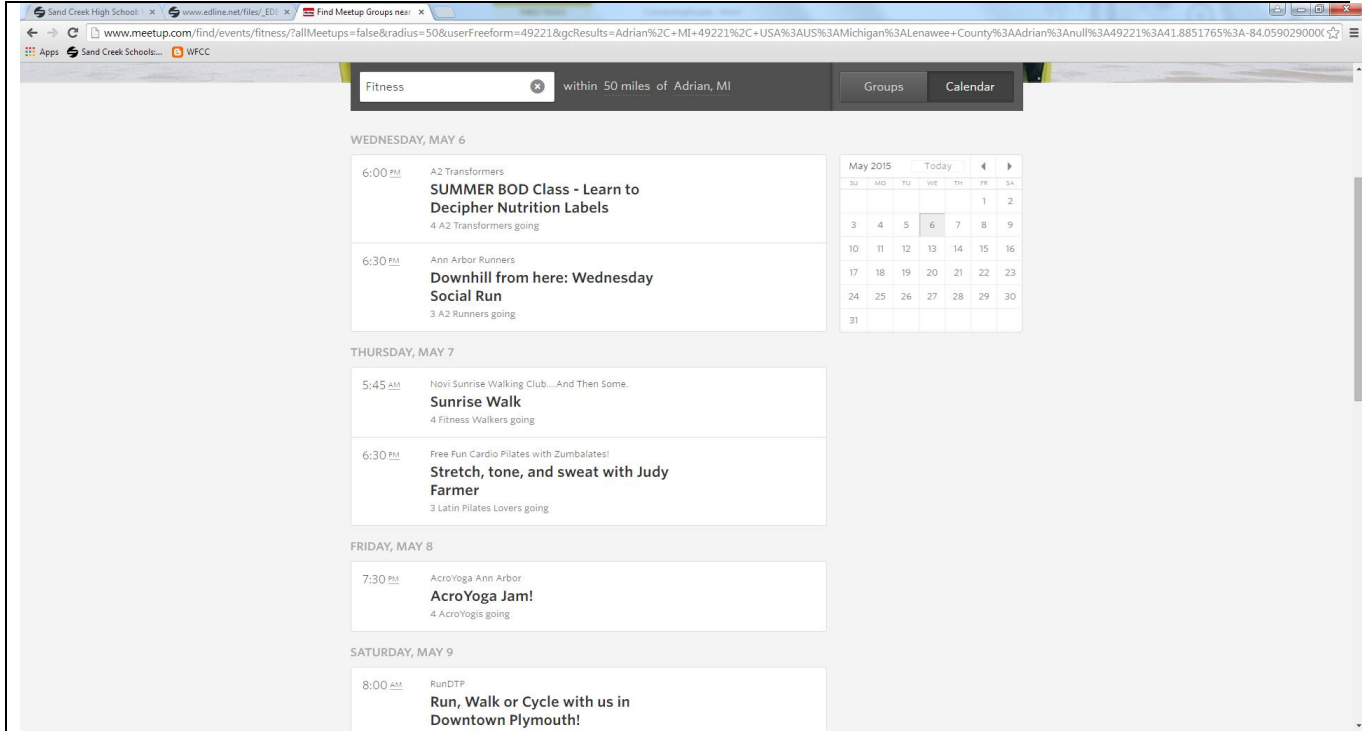 Sand Creek High School: 
www.edline.net/files/_EDE
Find Meetup Groups near
www.meetup.com/find/events/fitness/?allMeetups=false&radius=50&userFreeform=49221&gcResults=Adrian%2C+MI+49221%2C+USA%3AUS%3AMichigan%3ALenawee+County%3AAdrian%3Anull%3A49221%3A41.8851765%3A-84.059029000(
Apps Sand Creek Schools:... WFCC
Fitness within 50 miles of Adrian, MI Groups Calendar
WEDNESDAY, MAY 6
6:00 PM A2 Transformers
SUMMER BOD Class - Learn to
Decipher Nutrition Labels
4 A2 Transformers going
6:30 PM Ann Arbor Runners
Downhill from here: Wednesday
Social Run
3 A2 Runners going
May 2015 Today
SU MO TU WE TH FR SA
1 2
3 4 5 6 7 8 9
10 11 12 13 14 15 16
17 18 19 20 21 22 23
24 25 26 27 28 29 30
31
THURSDAY, MAY 7
5:45 AM Novi Sunrise Walking Club... And Then Some.
Sunrise Walk
4 Fitness Walkers going
6:30 PM Free Fun Cardio Pilates with Zumbalates!
Stretch, tone, and sweat with Judy
Farmer
3 Latin Pilates Lovers going
FRIDAY, MAY 8
7:30 PM AcroYoga Ann Arbor
AcroYoga Jam!
4 AcroYogis going
SATURDAY, MAY 9
8:00 AM RunDTP
Run, Walk or Cycle with us in
Downtown Plymouth!